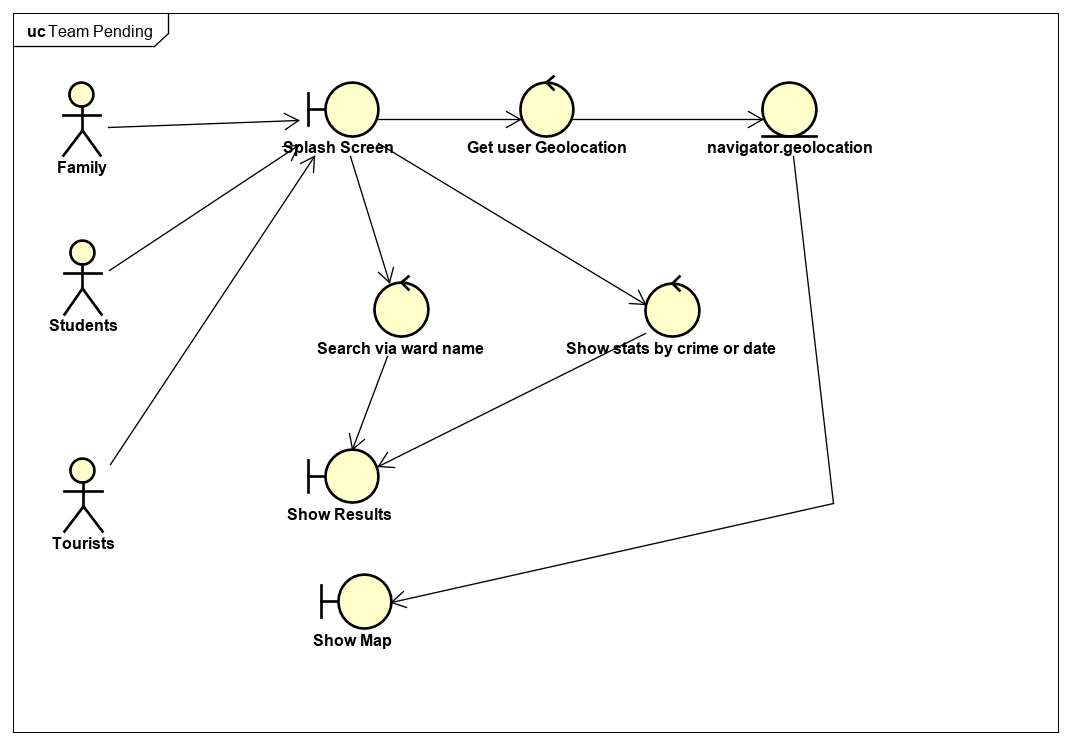 uc Team Pending
Family
Splash Screen
Get user Geolocation
navigator.geolocation
Students
Search via ward name
Show stats by crime or date
Show Results
Tourists
Show Map